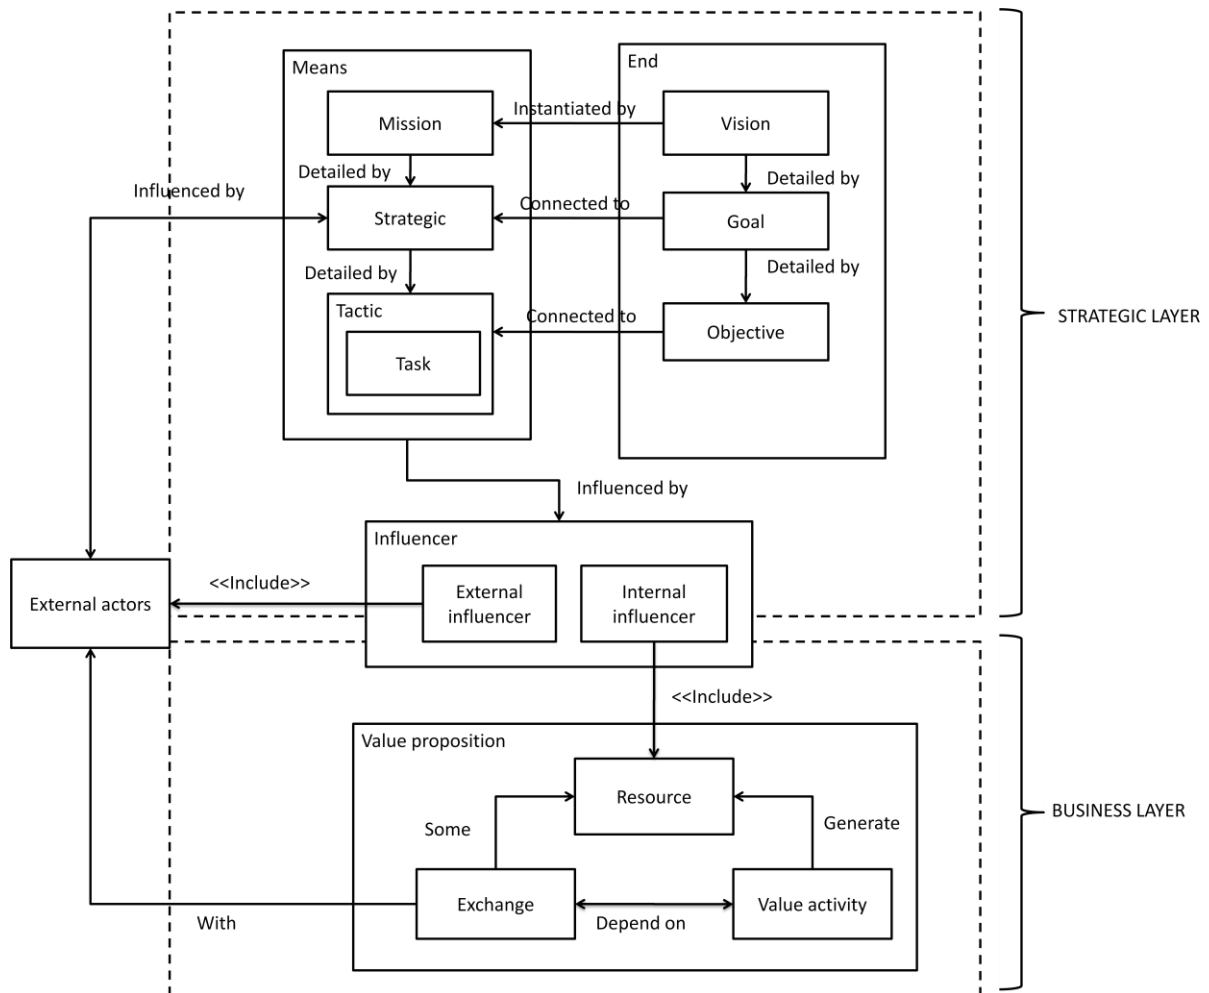 Means
End
Mission
Instantiated by
Vision
Detailed by
Detailed by
Influenced by
Strategic
Connected to
Goal
Detailed by
Detailed by
Tactic
Connected to
Objective
STRATEGIC LAYER
Task
Influenced by
Influencer
<<Include>>
External
influencer
Internal
influencer
External actors
<<Include>>
Value proposition
Resource
BUSINESS LAYER
Some
Generate
Exchange
Value activity
With
Depend on